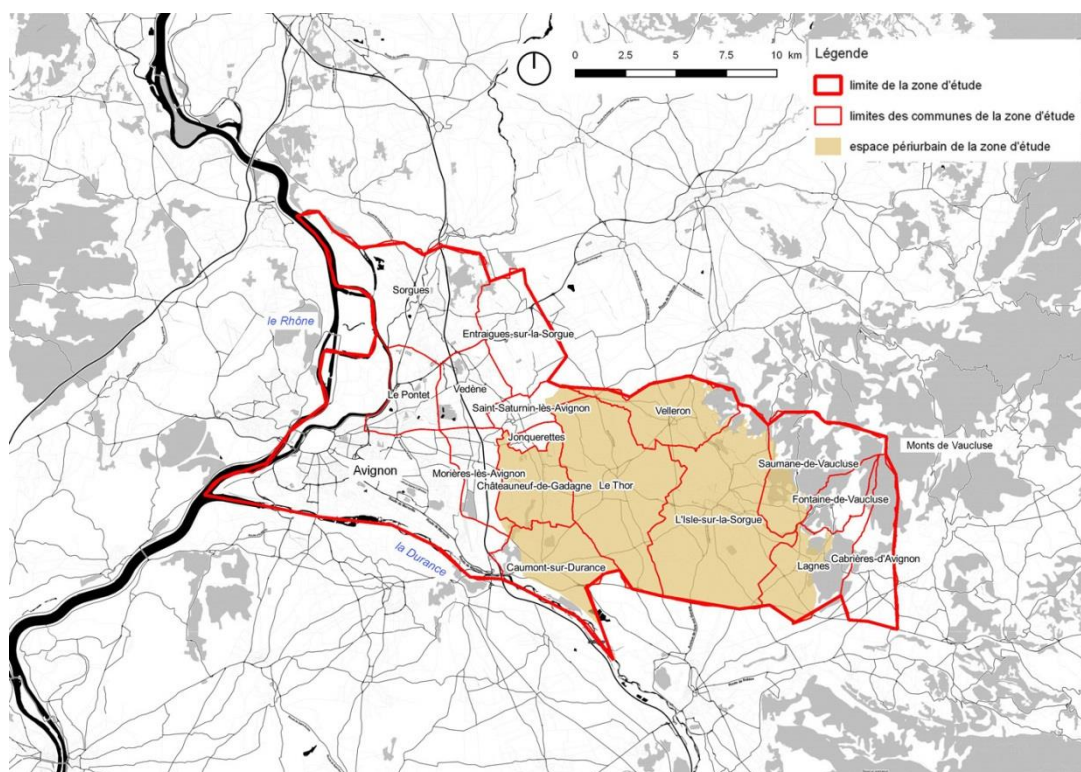 0 2.5 5 7.5 10 km
Légende
limite de la zone d'étude
limites des communes de la zone d'étude
espace périurbain de la zone d'étude
Sorgues
le Rhône
Entraigues-sur-la-Sorgue
Le Pontet
Vedène
Saint-Saturnin-lès-Avignon
Velleron
Jonquerettes
Monts de Vaucluse
Avignon
Morières-lès-Avignon
Saumane-de-Vaucluse
Châteauneuf-de-Gadagne
Le Thor
Fontaine-de-Vaucluse
L'Isle-sur-la-Sorgue
la Durance
Caumont-sur-Durance
Cabrières-d'Avignon
Lagnes